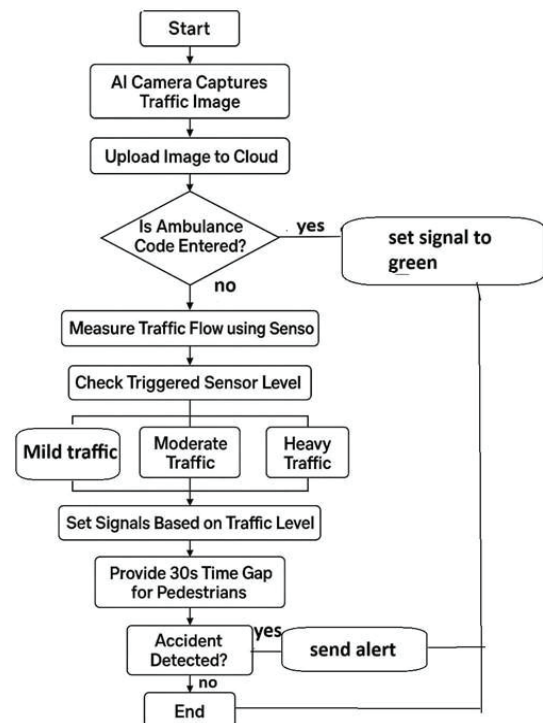 Start
AI Camera Captures
Traffic Image
Upload Image to Cloud
Is Ambulance
Code Entered?
yes
set signal to
green
no
Measure Traffic Flow using Senso
Check Triggered Sensor Level
Mild traffic
Moderate
Traffic
Heavy
Traffic
Set Signals Based on Traffic Level
Provide 30s Time Gap
for Pedestrians
Accident
Detected?
yes
send alert
no
End